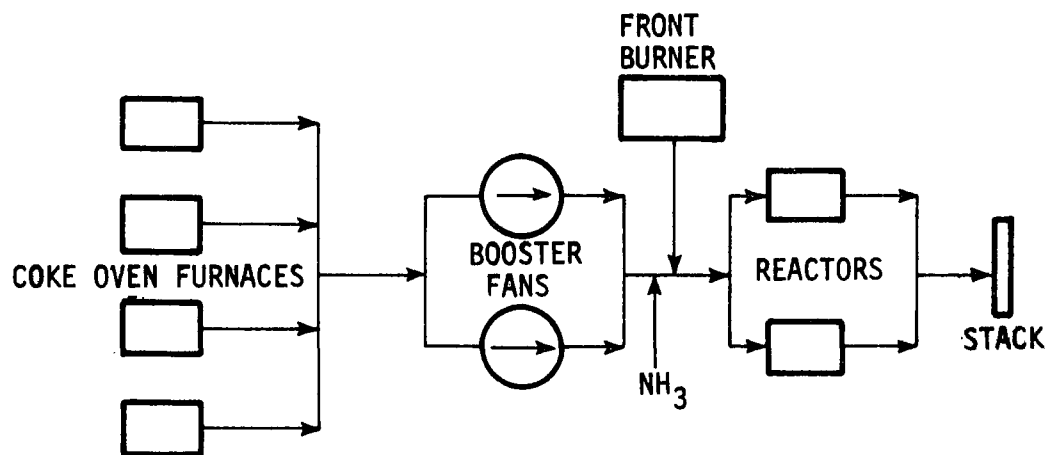 FRONT
BURNER
COKE OVEN FURNACES
BOOSTER
FANS
REACTORS
STACK
NH3